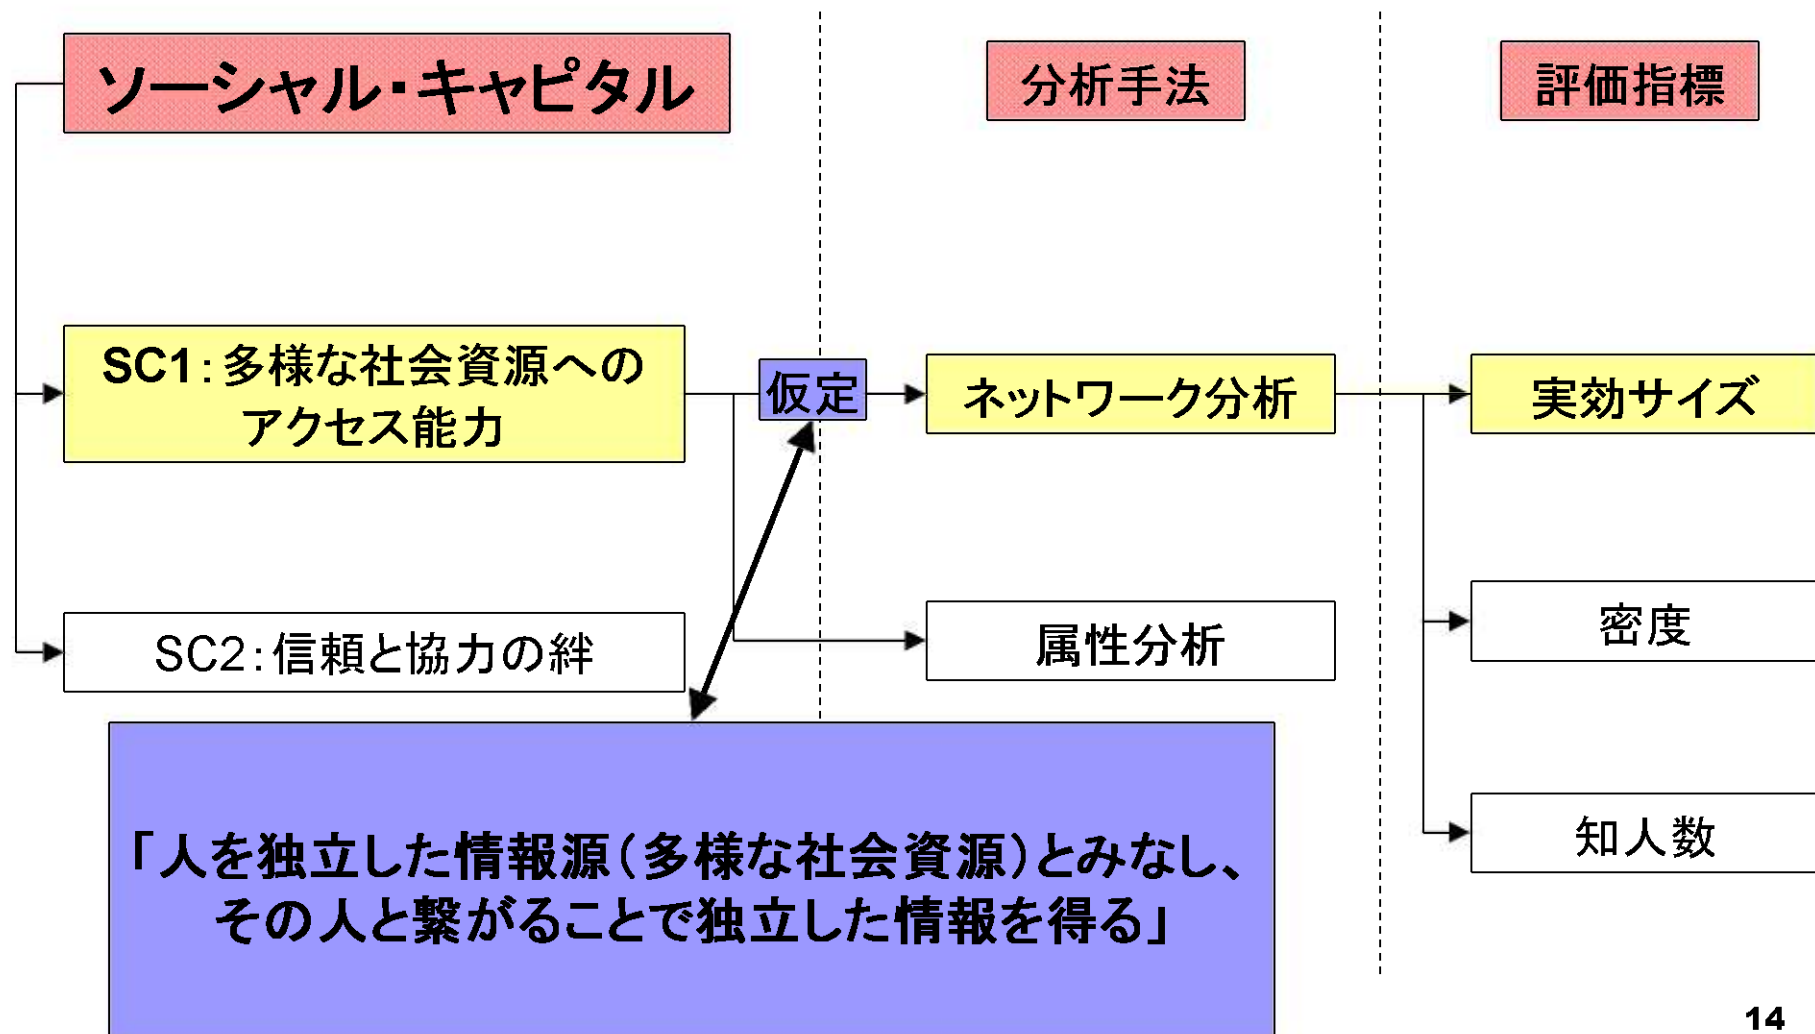 ソーシャル・キャピタル
分析手法
評価指標
SC1：多様な社会資源への
アクセス能力
仮定
ネットワーク分析
実効サイズ
SC2：信頼と協力の絆
属性分析
密度
知人数
「人を独立した情報源（多様な社会資源）とみなし、
その人と繋がることで独立した情報を得る」
14